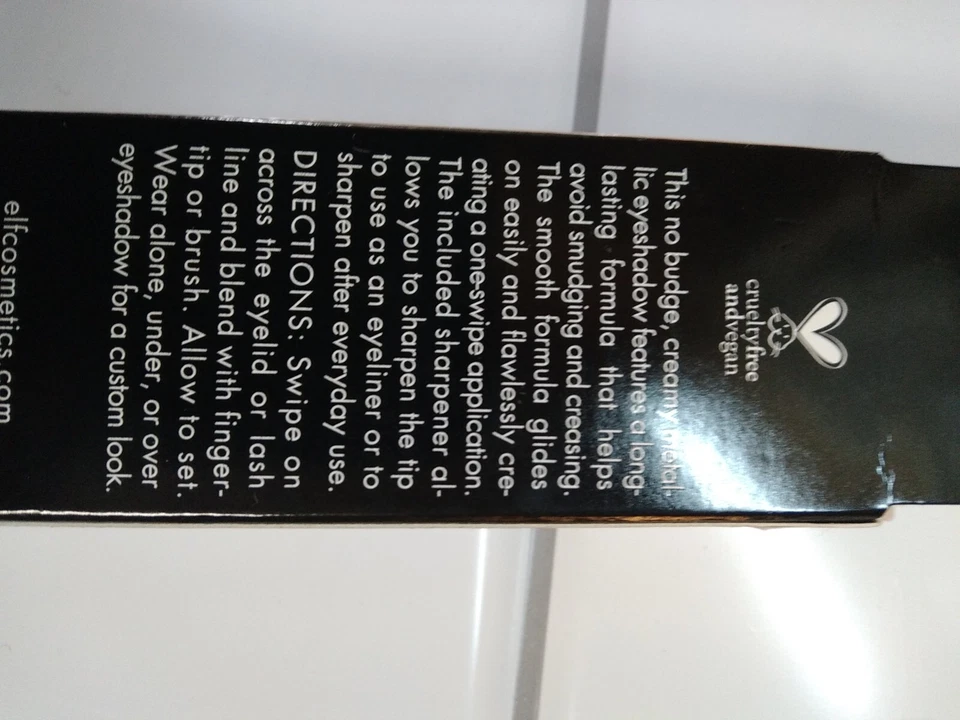 crueltyfree
andvegan
This no budge, creamy metal-
lic eyeshadow features a long-
lasting formula that helps
avoid smudging and creasing.
The smooth formula glides
on easily and flawlessly cre-
ating a one-swipe application.
The included sharpener al-
lows you to sharpen the tip
to use as an eyeliner or to
sharpen after everyday use.
DIRECTIONS: Swipe on
across the eyelid or lash
line and blend with finger-
tip or brush. Allow to set.
Wear alone, under, or over
eyeshadow for a custom look.
elfcosmetics.com